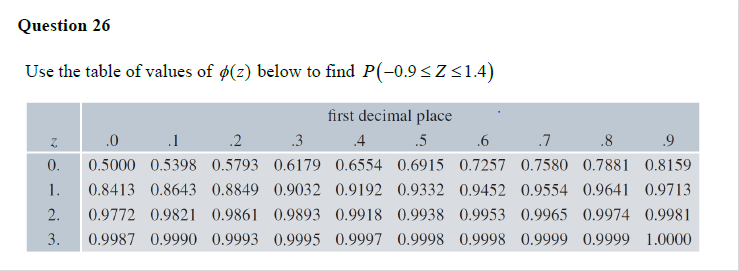 Question 26
Use the table of values of ϕ(z) below to find P(−0.9 ≤ Z ≤ 1.4)
first decimal place
z .0 .1 .2 .3 .4 .5 .6 .7 .8 .9
0. 0.5000 0.5398 0.5793 0.6179 0.6554 0.6915 0.7257 0.7580 0.7881 0.8159
1. 0.8413 0.8643 0.8849 0.9032 0.9192 0.9332 0.9452 0.9554 0.9641 0.9713
2. 0.9772 0.9821 0.9861 0.9893 0.9918 0.9938 0.9953 0.9965 0.9974 0.9981
3. 0.9987 0.9990 0.9993 0.9995 0.9997 0.9998 0.9998 0.9999 0.9999 1.0000